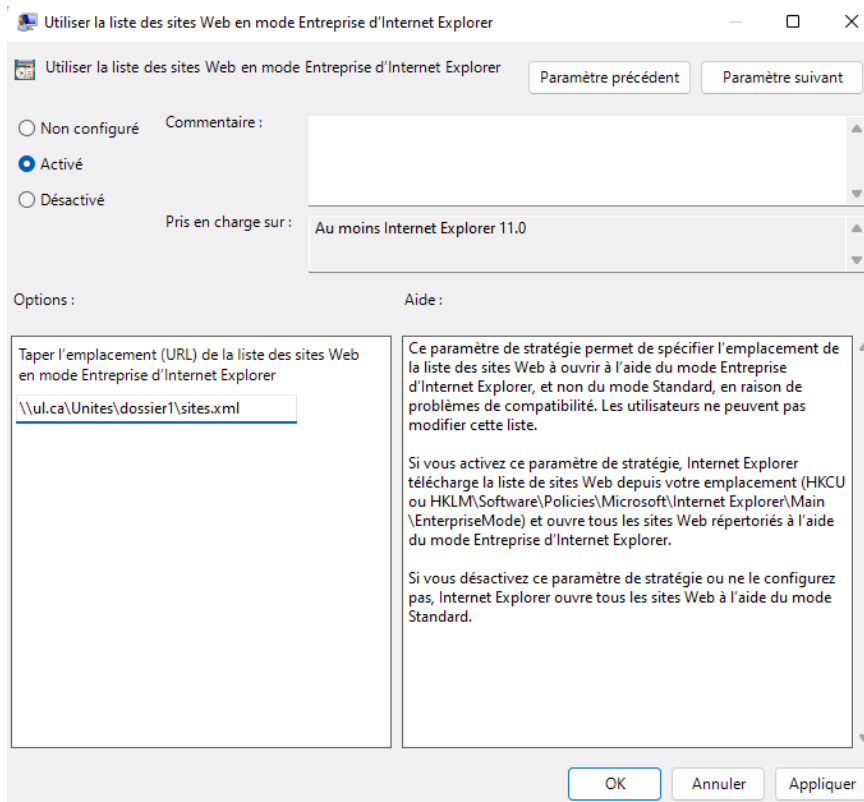 Utiliser la liste des sites Web en mode Entreprise d’Internet Explorer
Utiliser la liste des sites Web en mode Entreprise d’Internet Explorer
Paramètre précédent
Paramètre suivant
Non configuré
Commentaire :
Activé
Désactivé
Pris en charge sur :
Au moins Internet Explorer 11.0
Options :
Aide :
Taper l’emplacement (URL) de la liste des sites Web
en mode Entreprise d’Internet Explorer
\\ul.ca\Unites\dossier1\sites.xml
Ce paramètre de stratégie permet de spécifier l’emplacement de
la liste des sites Web à ouvrir à l’aide du mode Entreprise
d’Internet Explorer, et non du mode Standard, en raison de
problèmes de compatibilité. Les utilisateurs ne peuvent pas
modifier cette liste.
Si vous activez ce paramètre de stratégie, Internet Explorer
télécharge la liste de sites Web depuis votre emplacement (HKCU
ou HKLM\Software\Policies\Microsoft\Internet Explorer\Main
\EnterpriseMode) et ouvre tous les sites Web répertoriés à l’aide
du mode Entreprise d’Internet Explorer.
Si vous désactivez ce paramètre de stratégie ou ne le configurez
pas, Internet Explorer ouvre tous les sites Web à l’aide du mode
Standard.
OK
Annuler
Appliquer